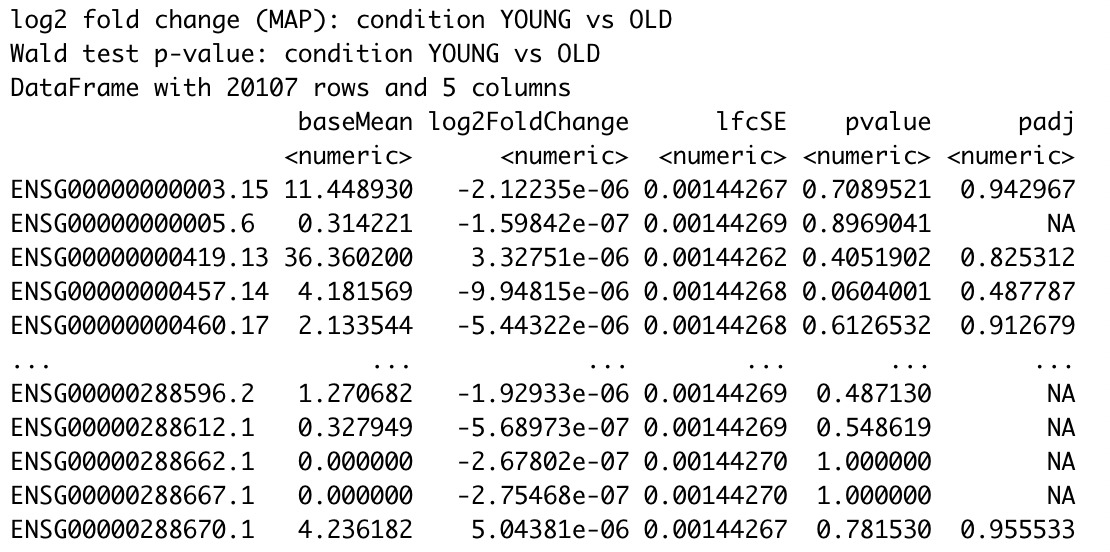 log2 fold change (MAP): condition YOUNG vs OLD
Wald test p-value: condition YOUNG vs OLD
DataFrame with 20107 rows and 5 columns
baseMean log2FoldChange lfcSE pvalue padj
<numeric> <numeric> <numeric> <numeric> <numeric>
ENSG00000000003.15 11.448930 -2.12235e-06 0.00144267 0.7089521 0.942967
ENSG00000000005.6 0.314221 -1.59842e-07 0.00144269 0.8969041 NA
ENSG00000000419.13 36.360200 3.32751e-06 0.00144262 0.4051902 0.825312
ENSG00000000457.14 4.181569 -9.94815e-06 0.00144268 0.0604001 0.487787
ENSG00000000460.17 2.133544 -5.44322e-06 0.00144268 0.6126532 0.912679
... ... ... ... ... ...
ENSG00000288596.2 1.270682 -1.92933e-06 0.00144269 0.487130 NA
ENSG00000288612.1 0.327949 -5.68973e-07 0.00144269 0.548619 NA
ENSG00000288662.1 0.000000 -2.67802e-07 0.00144270 1.000000 NA
ENSG00000288667.1 0.000000 -2.75468e-07 0.00144270 1.000000 NA
ENSG00000288670.1 4.236182 5.04381e-06 0.00144267 0.781530 0.955533